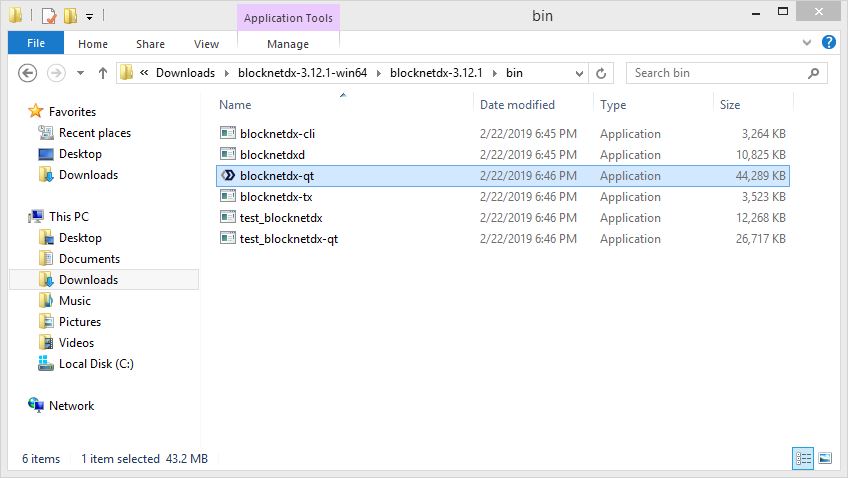 Application Tools
bin
File Home Share View Manage
« Downloads blocknetdx-3.12.1-win64 blocknetdx-3.12.1 bin
Search bin
Favorites
Recent places
Desktop
Downloads
This PC
Desktop
Documents
Downloads
Music
Pictures
Videos
Local Disk (C:)
Network
Name Date modified Type Size
blocknetdx-cli 2/22/2019 6:45 PM Application 3,264 KB
blocknetdxd 2/22/2019 6:45 PM Application 10,825 KB
blocknetdx-qt 2/22/2019 6:46 PM Application 44,289 KB
blocknetdx-tx 2/22/2019 6:46 PM Application 3,523 KB
test_blocknetdx 2/22/2019 6:46 PM Application 12,268 KB
test_blocknetdx-qt 2/22/2019 6:46 PM Application 26,717 KB
6 items 1 item selected 43.2 MB